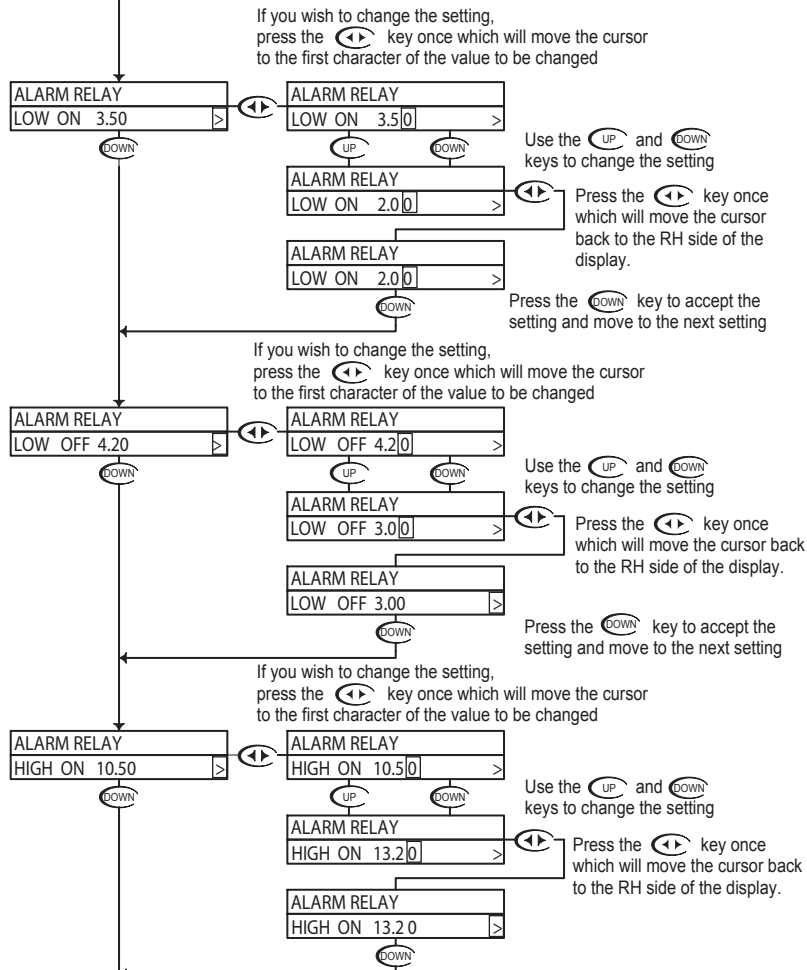 If you wish to change the setting,
press the key once which will move the cursor
to the first character of the value to be changed
ALARM RELAY
LOW ON 3.50 >
ALARM RELAY
LOW ON 3.50 >
DOWN
UP
DOWN
Use the UP and DOWN
keys to change the setting
ALARM RELAY
LOW ON 2.00 >
Press the key once
which will move the cursor
back to the RH side of the
display.
ALARM RELAY
LOW ON 2.00 >
DOWN
Press the DOWN key to accept the
setting and move to the next setting
If you wish to change the setting,
press the key once which will move the cursor
to the first character of the value to be changed
ALARM RELAY
LOW OFF 4.20 >
ALARM RELAY
LOW OFF 4.20 >
DOWN
UP
DOWN
Use the UP and DOWN
keys to change the setting
ALARM RELAY
LOW OFF 3.00 >
Press the key once
which will move the cursor back
to the RH side of the display.
ALARM RELAY
LOW OFF 3.00 >
DOWN
Press the DOWN key to accept the
setting and move to the next setting
If you wish to change the setting,
press the key once which will move the cursor
to the first character of the value to be changed
ALARM RELAY
HIGH ON 10.50 >
ALARM RELAY
HIGH ON 10.50 >
DOWN
UP
DOWN
Use the UP and DOWN
keys to change the setting
ALARM RELAY
HIGH ON 13.20 >
Press the key once
which will move the cursor back
to the RH side of the display.
ALARM RELAY
HIGH ON 13.2 0 >
DOWN